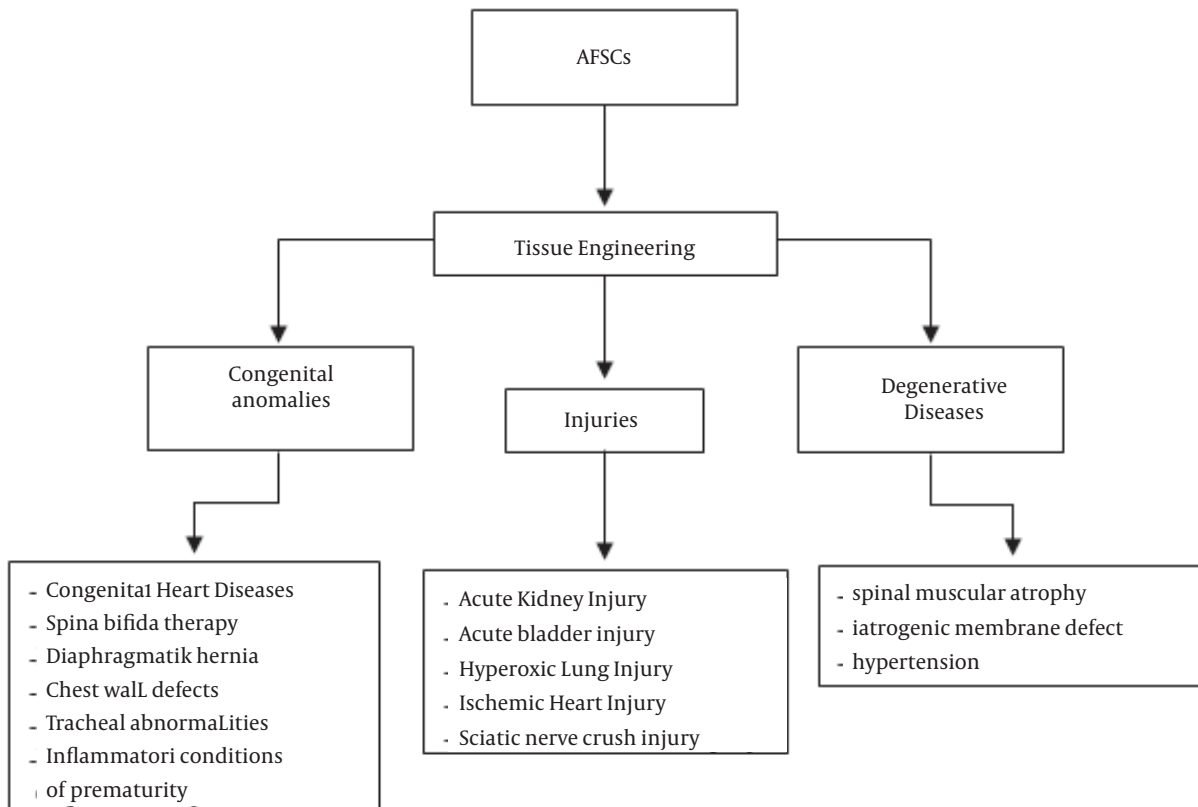 AFSCs
Tissue Engineering
Congenital
anomalies
Injuries
Degenerative
Diseases
- Congenita1 Heart Diseases
- Spina bifida therapy
- Diaphragmatik hernia
- Chest walL defects
- Tracheal abnormaLities
- Inflammatori conditions
of prematurity
- Acute Kidney Injury
- Acute bladder injury
- Hyperoxic Lung Injury
- Ischemic Heart Injury
- Sciatic nerve crush injury
- spinal muscular atrophy
- iatrogenic membrane defect
- hypertension